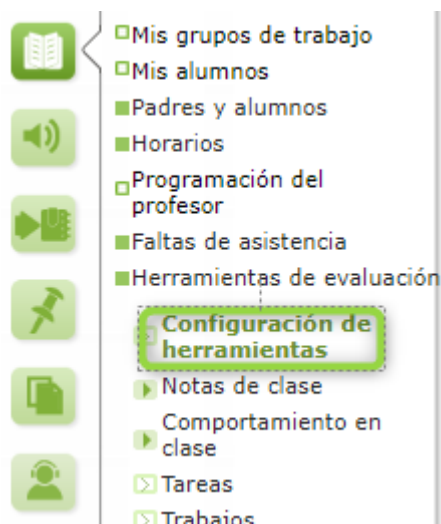 Mis grupos de trabajo
Mis alumnos
Padres y alumnos
Horarios
Programación del
profesor
Faltas de asistencia
Herramientas de evaluación
Configuración de
herramientas
Notas de clase
Comportamiento en
clase
Tareas
Trabajos